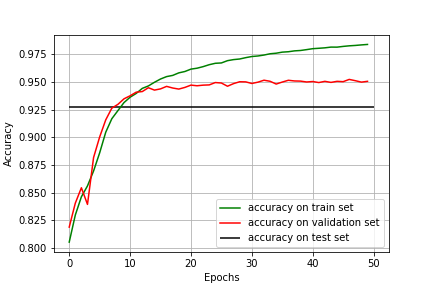 0.975
0.950
0.925
0.900
0.875
0.850
0.825
0.800
Accuracy
accuracy on train set
accuracy on validation set
accuracy on test set
0 10 20 30 40 50
Epochs